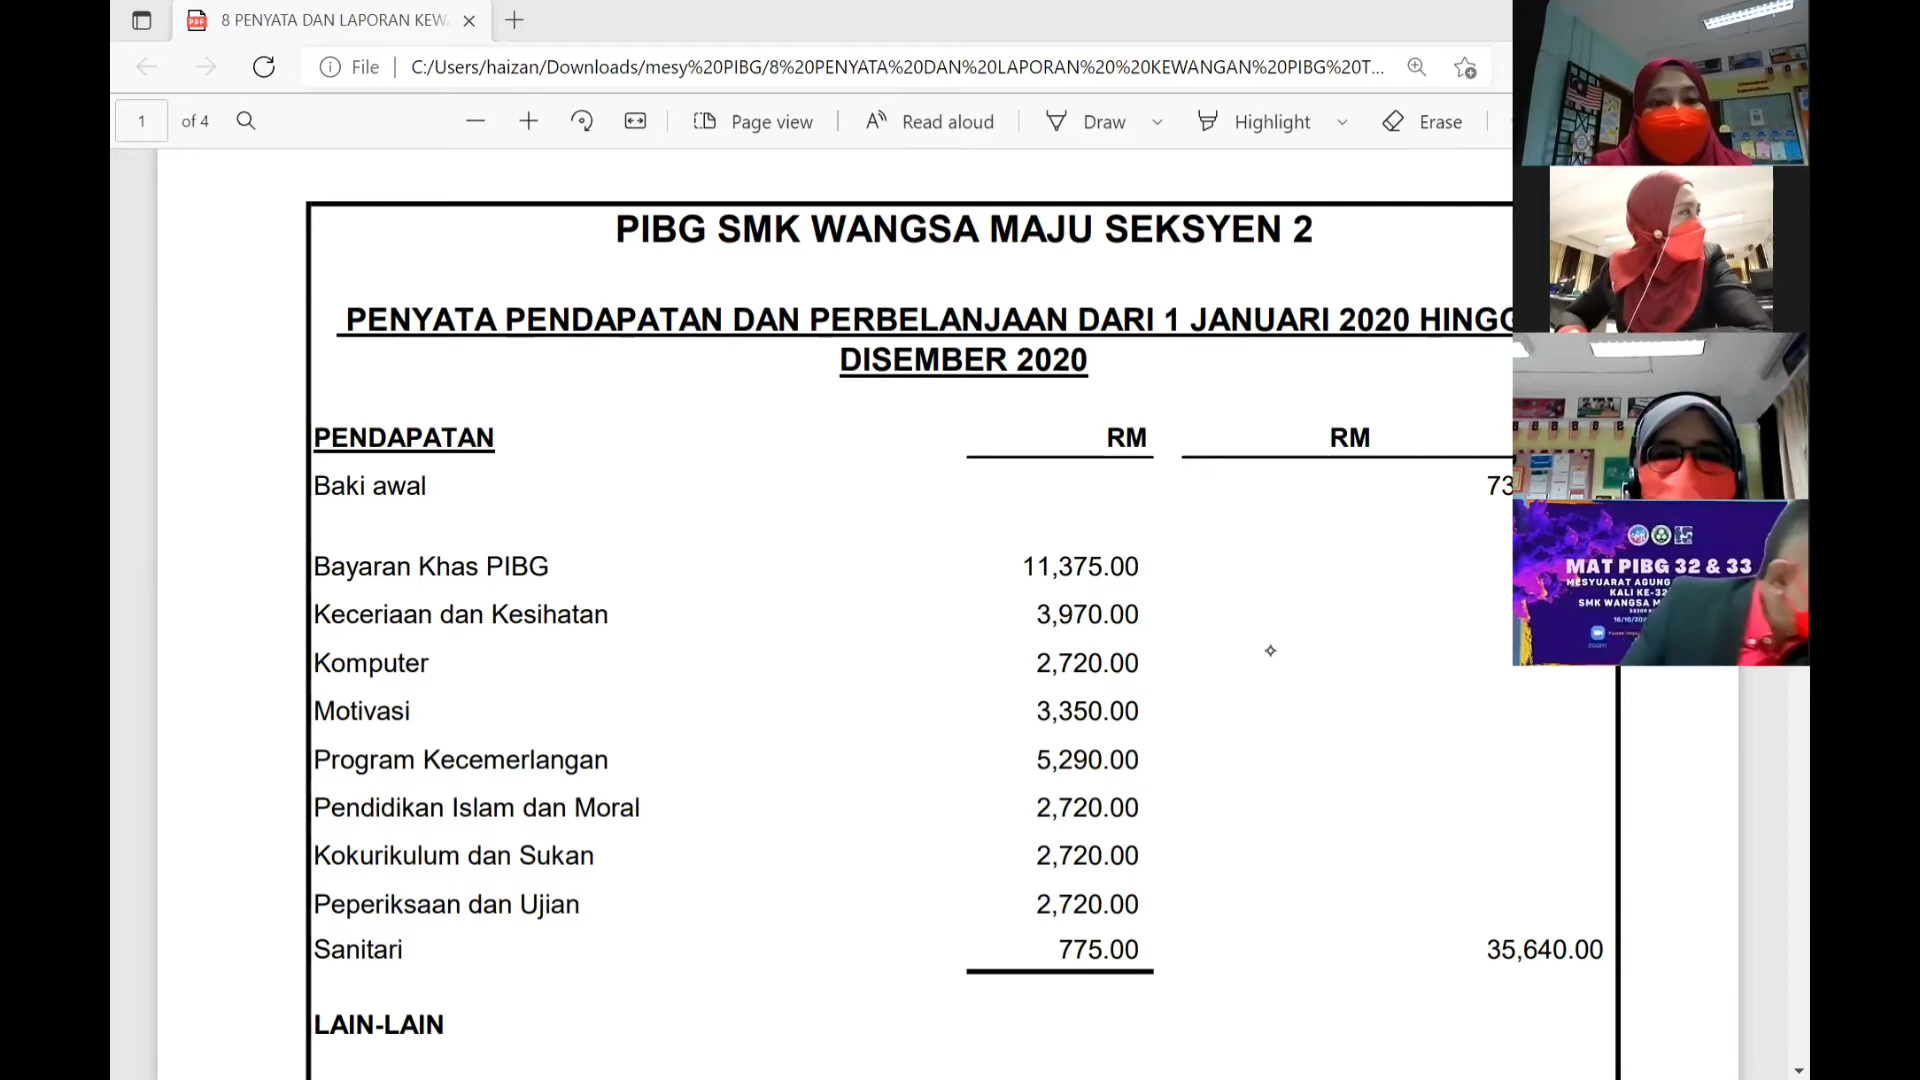 8 PENYATA DAN LAPORAN KEW
File
C:/Users/haizan/Downloads/mesy%20PIBG/8%20PENYATA%20DAN%20LAPORAN%20%20KEWANGAN%20PIBG%20T...
1 of 4
Page view
Read aloud
Draw
Highlight
Erase
PIBG SMK WANGSA MAJU SEKSYEN 2
PENYATA PENDAPATAN DAN PERBELANJAAN DARI 1 JANUARI 2020 HINGG
DISEMBER 2020
PENDAPATAN RM RM
Baki awal 73
Bayaran Khas PIBG 11,375.00
Keceriaan dan Kesihatan 3,970.00
Komputer 2,720.00
Motivasi 3,350.00
Program Kecemerlangan 5,290.00
Pendidikan Islam dan Moral 2,720.00
Kokurikulum dan Sukan 2,720.00
Peperiksaan dan Ujian 2,720.00
Sanitari 775.00 35,640.00
LAIN-LAIN
MAT PIBG 32 & 33
MESYUARAT AGUNG
KALI KE-32
SMK WANGSA M
zoom